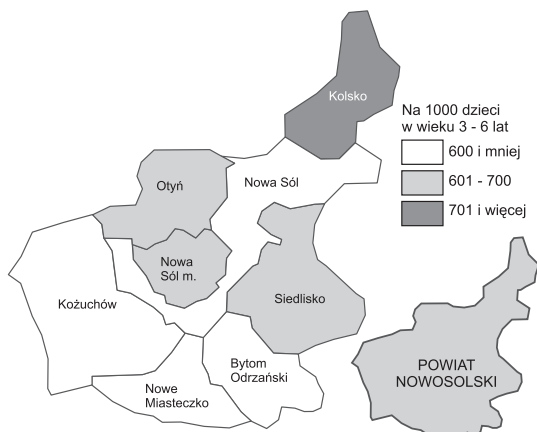 Kolsko
Na 1000 dzieci
w wieku 3 - 6 lat
600 i mniej
601 - 700
701 i więcej
Otyń
Nowa Sól
Nowa
Sól m.
Siedlisko
Kożuchów
Bytom
Odrzański
Nowe
Miasteczko
POWIAT
NOWOSOLSKI